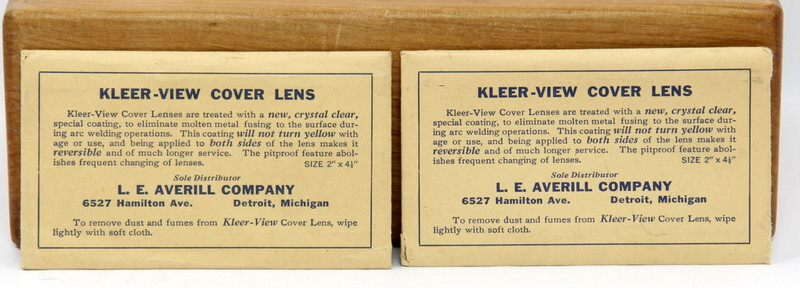 KLEER-VIEW COVER LENS
Kleer-View Cover Lenses are treated with a new, crystal clear,
special coating, to eliminate molten metal fusing to the surface dur-
ing arc welding operations. This coating will not turn yellow with
age or use, and being applied to both sides of the lens makes it
reversible and of much longer service. The pitproof feature abol-
ishes frequent changing of lenses. SIZE 2" x 4¼"
Sole Distributor
L. E. AVERILL COMPANY
6527 Hamilton Ave. Detroit, Michigan
To remove dust and fumes from Kleer-View Cover Lens, wipe
lightly with soft cloth.
KLEER-VIEW COVER LENS
Kleer-View Cover Lenses are treated with a new, crystal clear,
special coating, to eliminate molten metal fusing to the surface dur-
ing arc welding operations. This coating will not turn yellow with
age or use, and being applied to both sides of the lens makes it
reversible and of much longer service. The pitproof feature abol-
ishes frequent changing of lenses. SIZE 2" x 4¼"
Sole Distributor
L. E. AVERILL COMPANY
6527 Hamilton Ave. Detroit, Michigan
To remove dust and fumes from Kleer-View Cover Lens, wipe
lightly with soft cloth.